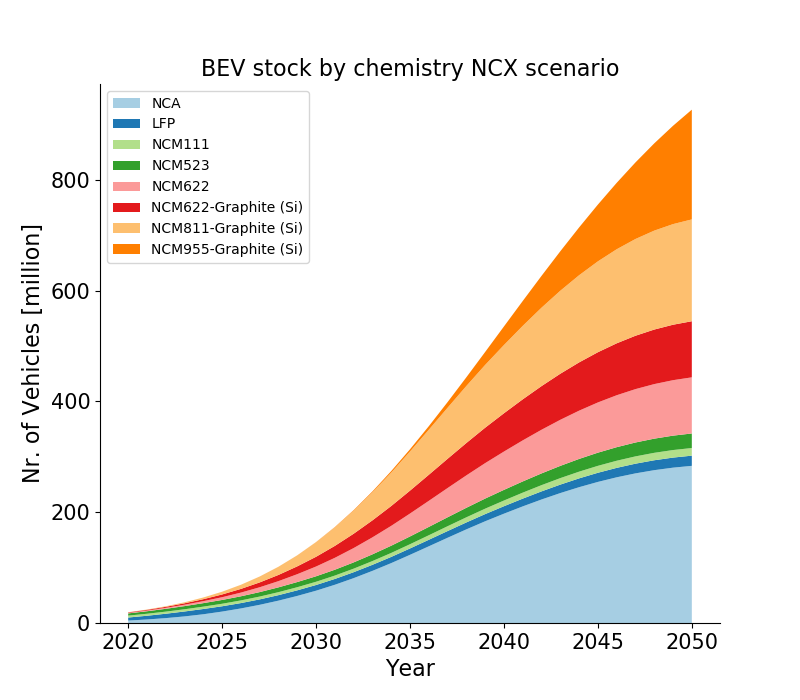 BEV stock by chemistry NCX scenario
NCA
LFP
NCM111
NCM523
NCM622
NCM622-Graphite (Si)
NCM811-Graphite (Si)
NCM955-Graphite (Si)
Nr. of Vehicles [million]
800
600
400
200
0
2020 2025 2030 2035 2040 2045 2050
Year